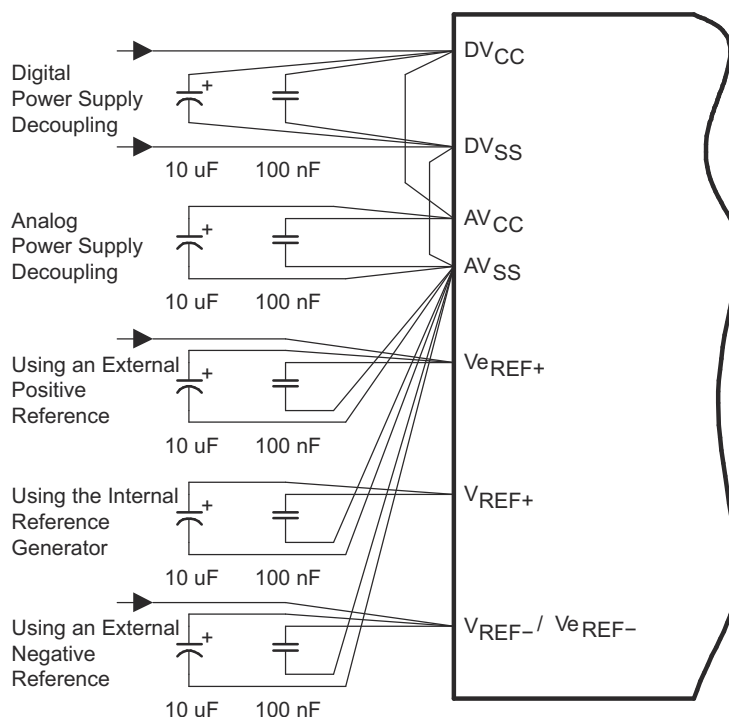 DVCC
Digital
Power Supply
Decoupling
+
DVSS
10 uF 100 nF
Analog
Power Supply
Decoupling
+
AVCC
AVSS
10 uF 100 nF
Using an External
Positive
Reference
+
VeREF+
10 uF 100 nF
Using the Internal
Reference
Generator
+
VREF+
10 uF 100 nF
Using an External
Negative
Reference
+
VREF− / VeREF−
10 uF 100 nF